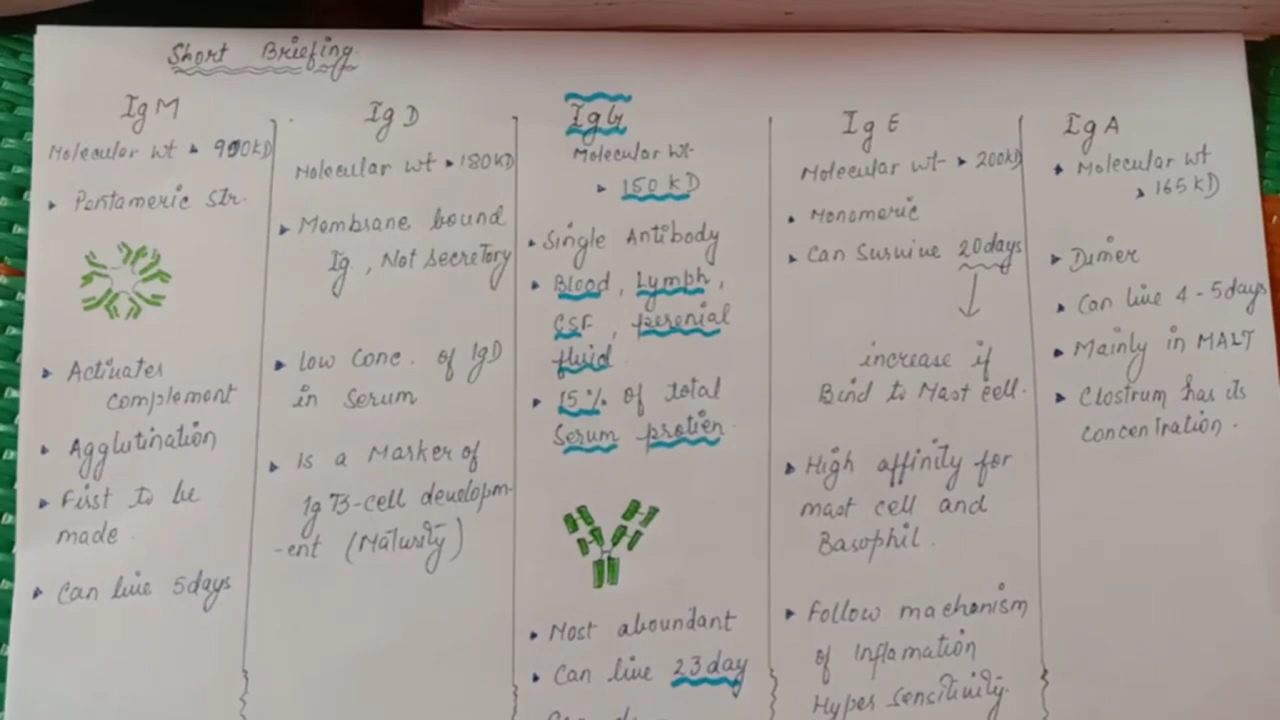 Short Briefing.
IgM
Molecular wt 900KD
Pentameric Str.
Activates
complement
Agglutination
First to be
made.
Can live 5days
IgD
Molecular wt 180KD
Membrane bound
Ig, Not secretory
low Conc. of IgD
in Serum
Is a Marker of
Ig B-cell developm-
-ent (Maturity)
IgG
Molecular wt
150 KD
Single Antibody
Blood, Lymph,
CSF, perenial
fluid
15% of total
Serum protien.
Most aboundant
Can live 23day
IgE
Molecular wt 200KD
Monomeric
Can Survive 20days
increase if
Bind to Mast cell.
High affinity for
mast cell and
Basophil.
Follow machonism
of Inflamation
Hyper Sensitivity.
IgA
Molecular wt
165 KD
Dimer
Can live 4-5days
Mainly in MALT
Clostrum has its
concentration.